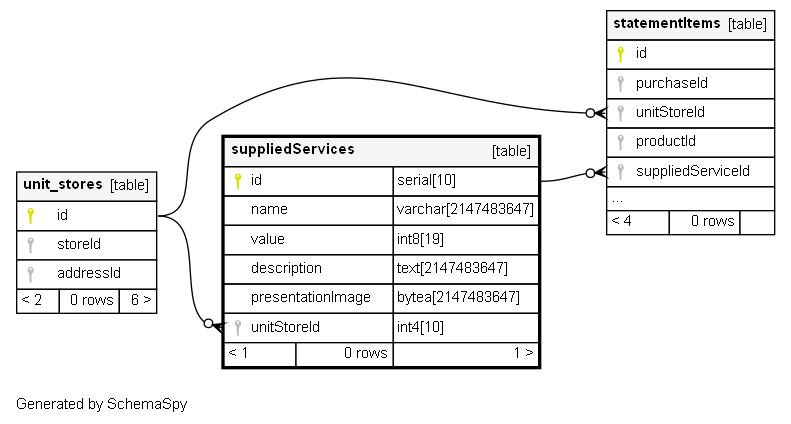 statementItems [table]
id
purchaseId
unitStoreId
productId
suppliedServiceId
...
< 4 0 rows
suppliedServices [table]
id serial[10]
name varchar[2147483647]
value int8[19]
description text[2147483647]
presentationImage bytea[2147483647]
unitStoreId int4[10]
< 1 0 rows 1 >
unit_stores [table]
id
storeId
addressId
< 2 0 rows 6 >
Generated by SchemaSpy